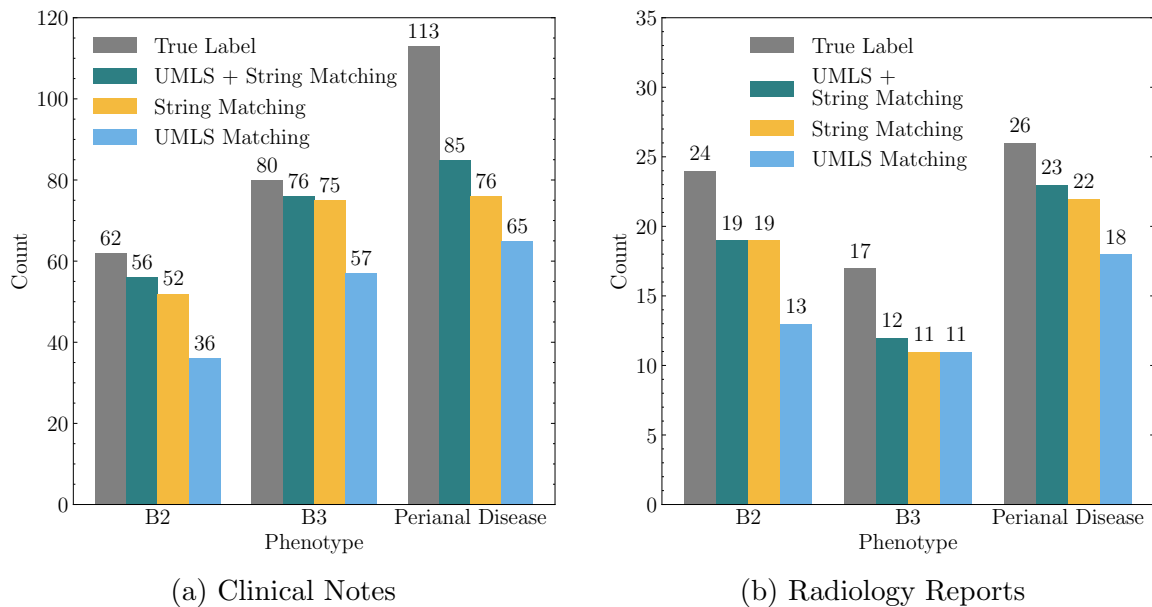 120
100
80
60
40
20
0
Count
True Label
UMLS + String Matching
String Matching
UMLS Matching
62
56
52
36
80
76
75
57
113
85
76
65
B2
B3
Perianal Disease
Phenotype
(a) Clinical Notes
35
30
25
20
15
10
5
0
Count
True Label
UMLS +
String Matching
String Matching
UMLS Matching
24
19
19
13
17
12
11
11
26
23
22
18
B2
B3
Perianal Disease
Phenotype
(b) Radiology Reports